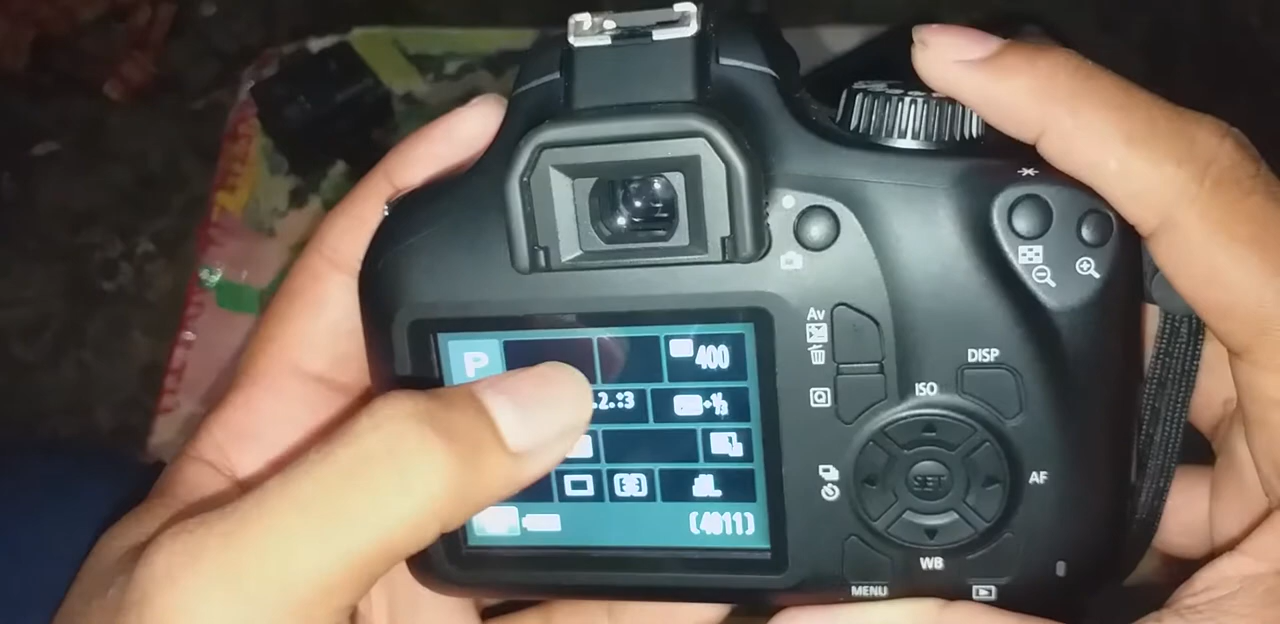 P
400
.2.:3
+⅓
L
(4011)
Av
Q
DISP
ISO
SET
AF
WB
MENU